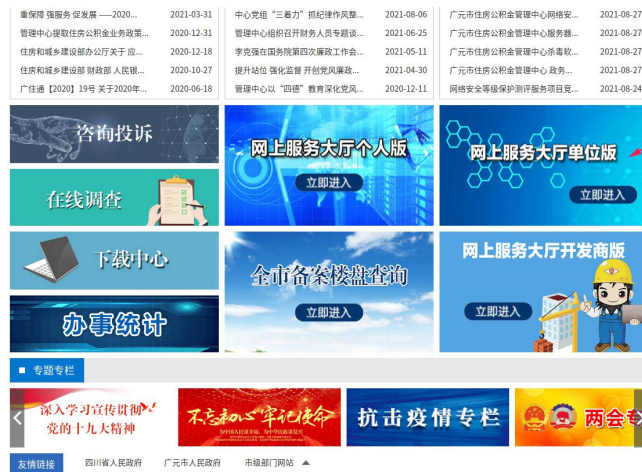 重保障 强服务 促发展 ——2020... 2021-03-31
管理中心提取住房公积金业务政策... 2020-12-31
住房和城乡建设部办公厅关于 应... 2020-12-18
住房和城乡建设部 财政部 人民银... 2020-10-27
广住通【2020】19号 关于2020年... 2020-06-18
中心党组“三着力”抓纪律作风整... 2021-08-06
管理中心组织召开财务人员专题谈... 2021-06-25
李克强在国务院第四次廉政工作会... 2021-05-11
提升站位 强化监督 开创党风廉政... 2021-04-30
管理中心以“四德”教育深化党风... 2020-12-11
广元市住房公积金管理中心网络安... 2021-08-27
广元市住房公积金管理中心服务器... 2021-08-27
广元市住房公积金管理中心杀毒软... 2021-08-27
广元市住房公积金管理中心 政务... 2021-08-27
网络安全等级保护测评服务项目竞... 2021-08-24
咨询投诉
在线调查
下载中心
办事统计
网上服务大厅个人版
立即进入
全市备案楼盘查询
立即进入
网上服务大厅单位版
立即进入
网上服务大厅开发商版
立即进入
专题专栏
深入学习宣传贯彻
党的十九大精神
不忘初心 牢记使命
为中国人民谋幸福，为中华民族谋复兴
抗击疫情专栏
两会专
友情链接 四川省人民政府 广元市人民政府 市级部门网站